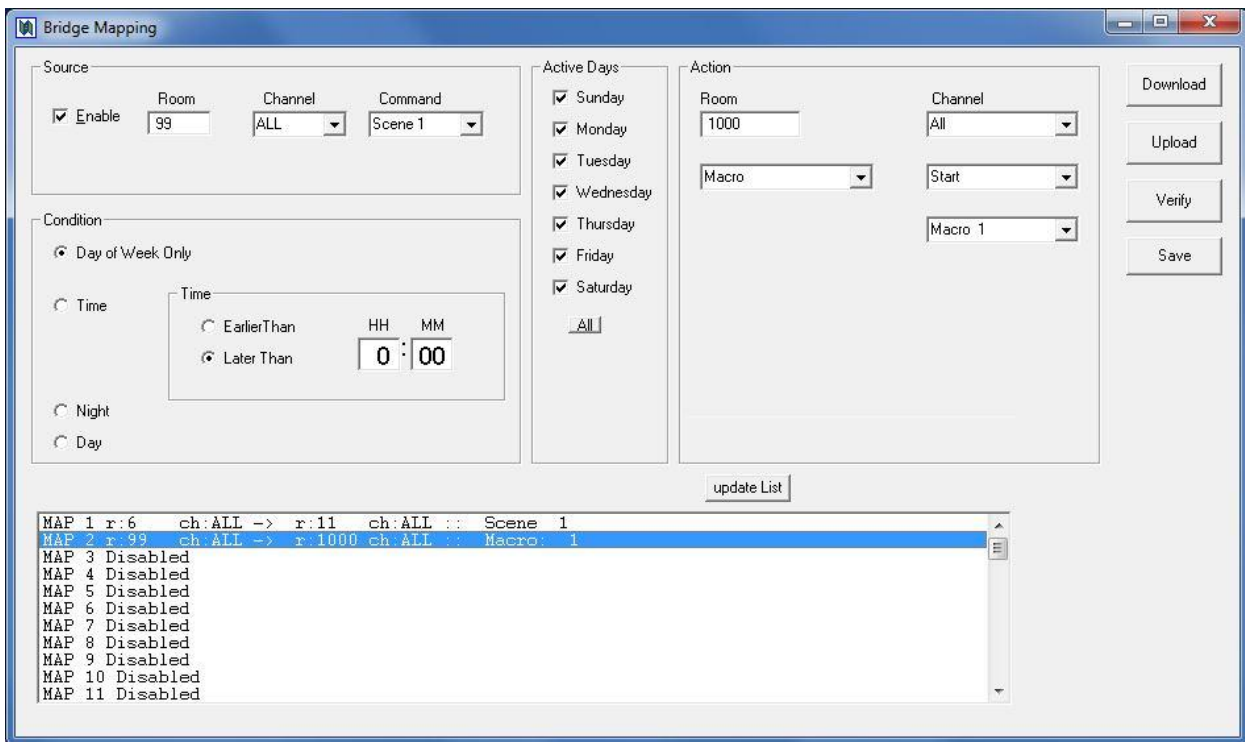 Bridge Mapping
Source
Enable
Room
99
Channel
ALL
Command
Scene 1
Condition
Day of Week Only
Time
Time
EarlierThan
Later Than
HH MM
0 : 00
Night
Day
Active Days
Sunday
Monday
Tuesday
Wednesday
Thursday
Friday
Saturday
All
Action
Room
1000
Channel
All
Macro
Start
Macro 1
Download
Upload
Verify
Save
update List
MAP 1 r:6 ch:ALL -> r:11 ch:ALL :: Scene 1
MAP 2 r:99 ch:ALL -> r:1000 ch:ALL :: Macro: 1
MAP 3 Disabled
MAP 4 Disabled
MAP 5 Disabled
MAP 6 Disabled
MAP 7 Disabled
MAP 8 Disabled
MAP 9 Disabled
MAP 10 Disabled
MAP 11 Disabled